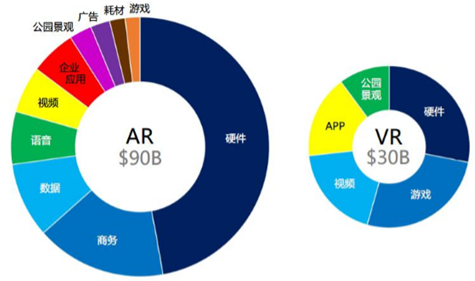 游戏
耗材
广告
公园景观
企业
应用
视频
语音
数据
商务
硬件
AR
$90B
公园
景观
硬件
APP
VR
$30B
视频
游戏